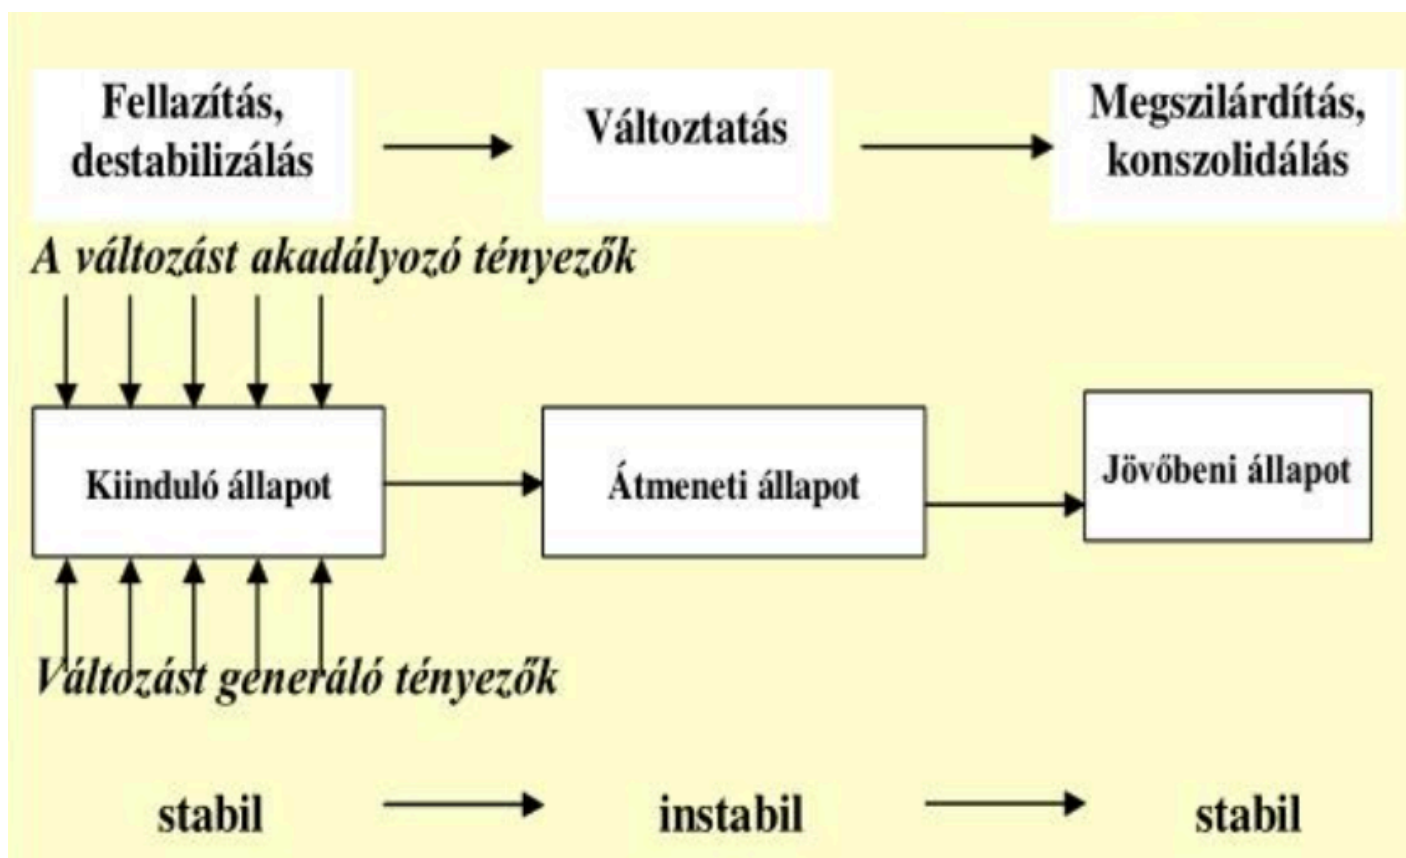 Fellazítás,
destabilizálás
Változtatás
Megszilárdítás,
konszolidálás
A változást akadályozó tényezők
Kiinduló állapot
Átmeneti állapot
Jövőbeni állapot
Változást generáló tényezők
stabil
instabil
stabil